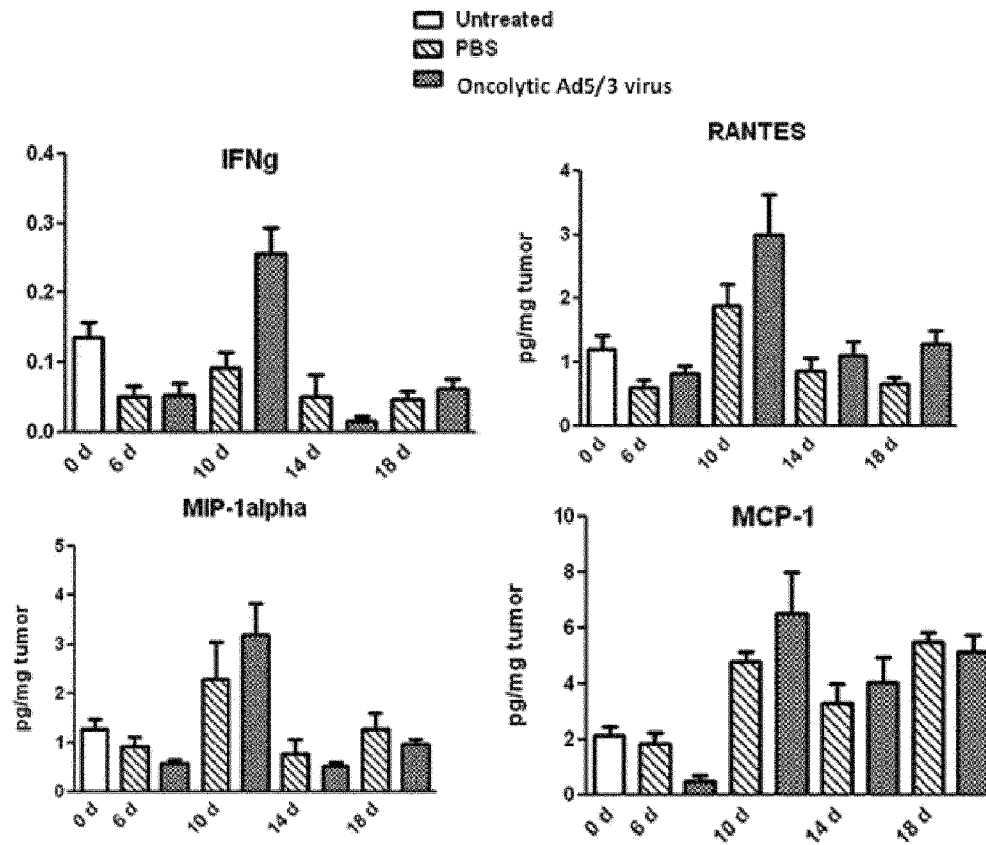 Untreated
PBS
Oncolytic Ad5/3 virus
IFNg
0.4
0.3
0.2
0.1
0.0
0 d
6 d
10 d
14 d
18 d
RANTES
pg/mg tumor
4
3
2
1
0
0 d
6 d
10 d
14 d
18 d
MIP-1alpha
pg/mg tumor
5
4
3
2
1
0
0 d
6 d
10 d
14 d
18 d
MCP-1
pg/mg tumor
10
8
6
4
2
0
0 d
6 d
10 d
14 d
18 d